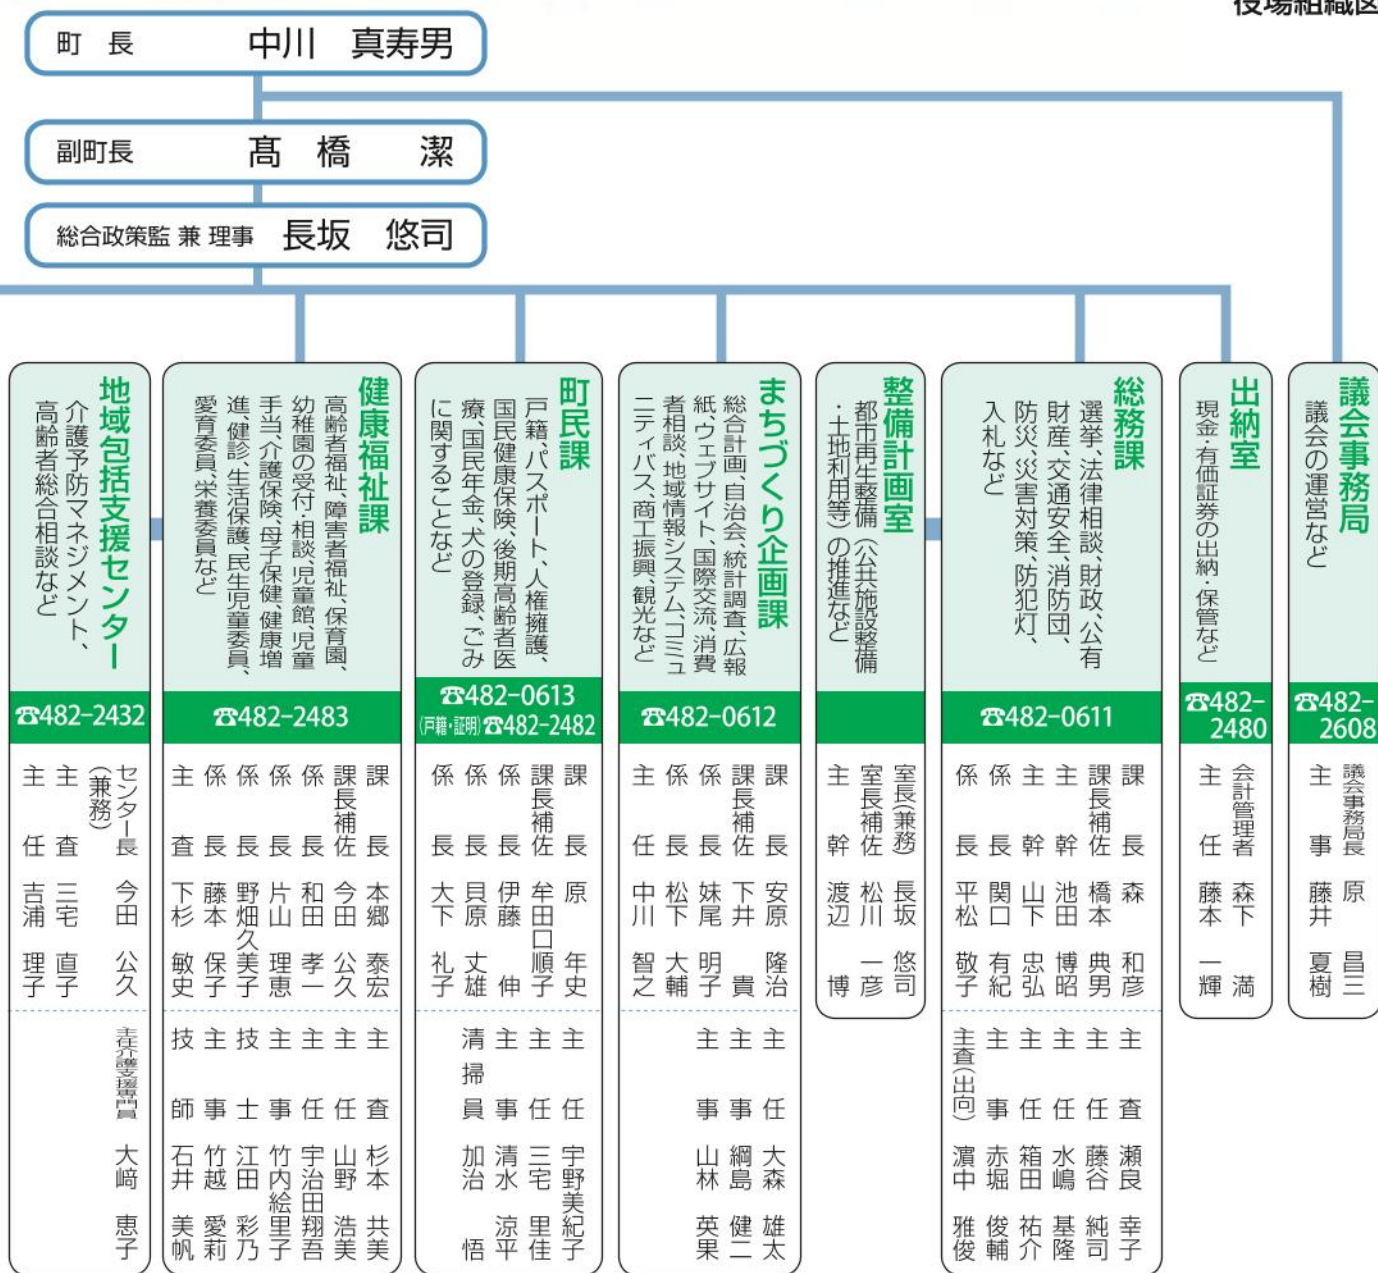 役場組織図
町　長　中川　真寿男
副町長　髙橋　潔
総合政策監 兼 理事　長坂　悠司
議会事務局
議会の運営など
☎482-
2608
議会事務局長　原　昌三
主事　藤井　夏樹
出納室
現金・有価証券の出納・保管など
☎482-
2480
会計管理者　森下　満
主任　藤本　一輝
総務課
選挙、法律相談、財政、公有
財産、交通安全、消防団、
防災、災害対策、防犯灯、
入札など
☎482-0611
課長　森　和彦
課長補佐　橋本　典男
主幹　池田　博昭
主幹　山下　忠弘
係長　関口　有紀
係長　平松　敬子
主査　瀬良　幸子
主任　藤谷　純司
主任　水嶋　基隆
主任　箱田　祐介
主事　赤堀　俊輔
主査(出向)　濵中　雅俊
整備計画室
都市再生整備（公共施設整備
・土地利用等）の推進など
室長(兼務)　長坂　悠司
室長補佐　松川　一彦
主幹　渡辺　博
まちづくり企画課
総合計画、自治会、統計調査、広報
紙、ウェブサイト、国際交流、消費
者相談、地域情報システム、コミュ
ニティバス、商工振興、観光など
☎482-0612
課長　安原　隆治
課長補佐　下井　貴
係長　妹尾　明子
係長　松下　大輔
主任　中川　智之
主任　大森　雄太
主事　綱島　健二
主事　山林　英果
町民課
戸籍、パスポート、人権擁護、
国民健康保険、後期高齢者医
療、国民年金、犬の登録、ごみ
に関することなど
☎482-0613
(戸籍・証明)☎482-2482
課長　原　年史
課長補佐　牟田口順子
係長　伊藤　伸
係長　貝原　丈雄
係長　大下　礼子
主任　宇野美紀子
主任　三宅　里佳
主事　清水　涼平
清掃員　加治　悟
健康福祉課
高齢者福祉、障害者福祉、保育園、
幼稚園の受付・相談、児童館、児童
手当、介護保険、母子保健、健康増
進、健診、生活保護、民生児童委員、
愛育委員、栄養委員など
☎482-2483
課長　本郷　泰宏
課長補佐　今田　公久
係長　和田　孝一
係長　片山　理恵
係長　野畑久美子
係長　藤本　保子
主査　下杉　敏史
主査　杉本　共美
主任　山野　浩美
主任　宇治田翔吾
主事　竹内絵里子
技士　江田　彩乃
主事　竹越　愛莉
技師　石井　美帆
地域包括支援センター
介護予防マネジメント、
高齢者総合相談など
☎482-2432
センター長　今田　公久
(兼務)
主査　三宅　直子
主任　吉浦　理子
主任介護支援専門員　大﨑　恵子